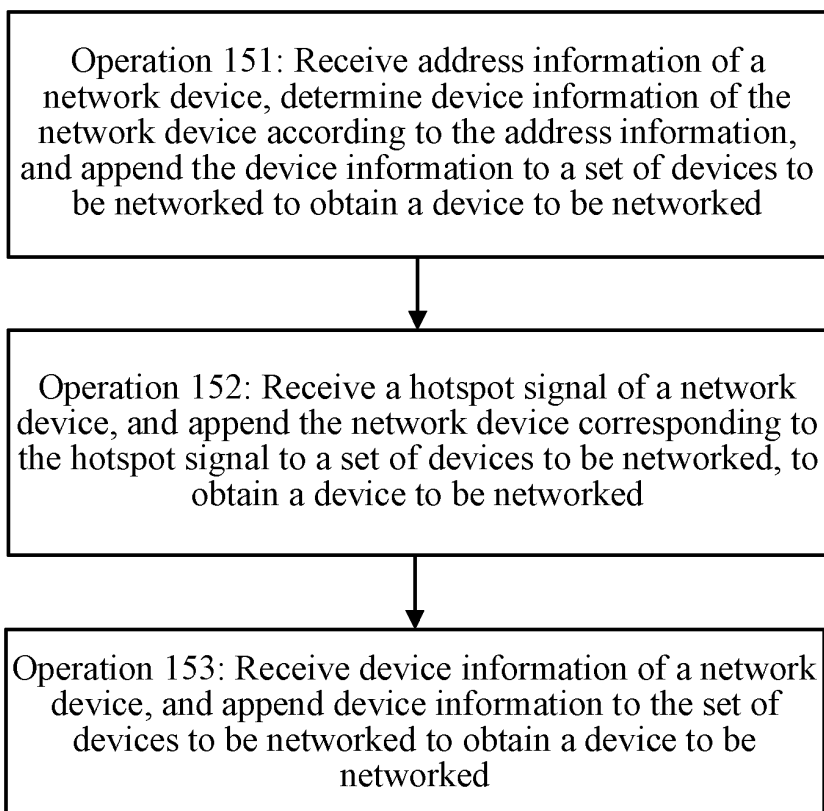 Operation 151: Receive address information of a
network device, determine device information of the
network device according to the address information,
and append the device information to a set of devices to
be networked to obtain a device to be networked
Operation 152: Receive a hotspot signal of a network
device, and append the network device corresponding to
the hotspot signal to a set of devices to be networked, to
obtain a device to be networked
Operation 153: Receive device information of a network
device, and append device information to the set of
devices to be networked to obtain a device to be
networked